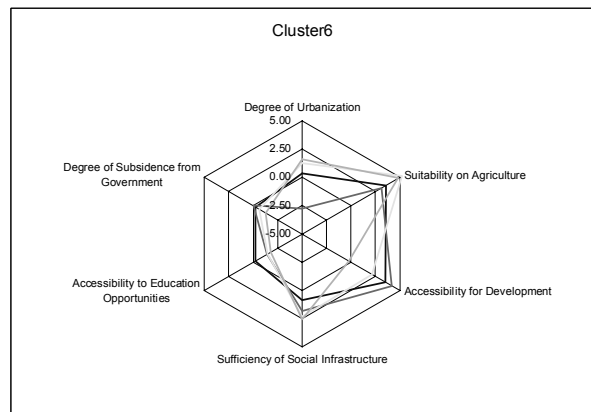 Cluster6
Degree of Urbanization
5.00
2.50
0.00
-2.50
-5.00
Degree of Subsidence from
Government
Suitability on Agriculture
Accessibility to Education
Opportunities
Accessibility for Development
Sufficiency of Social Infrastructure